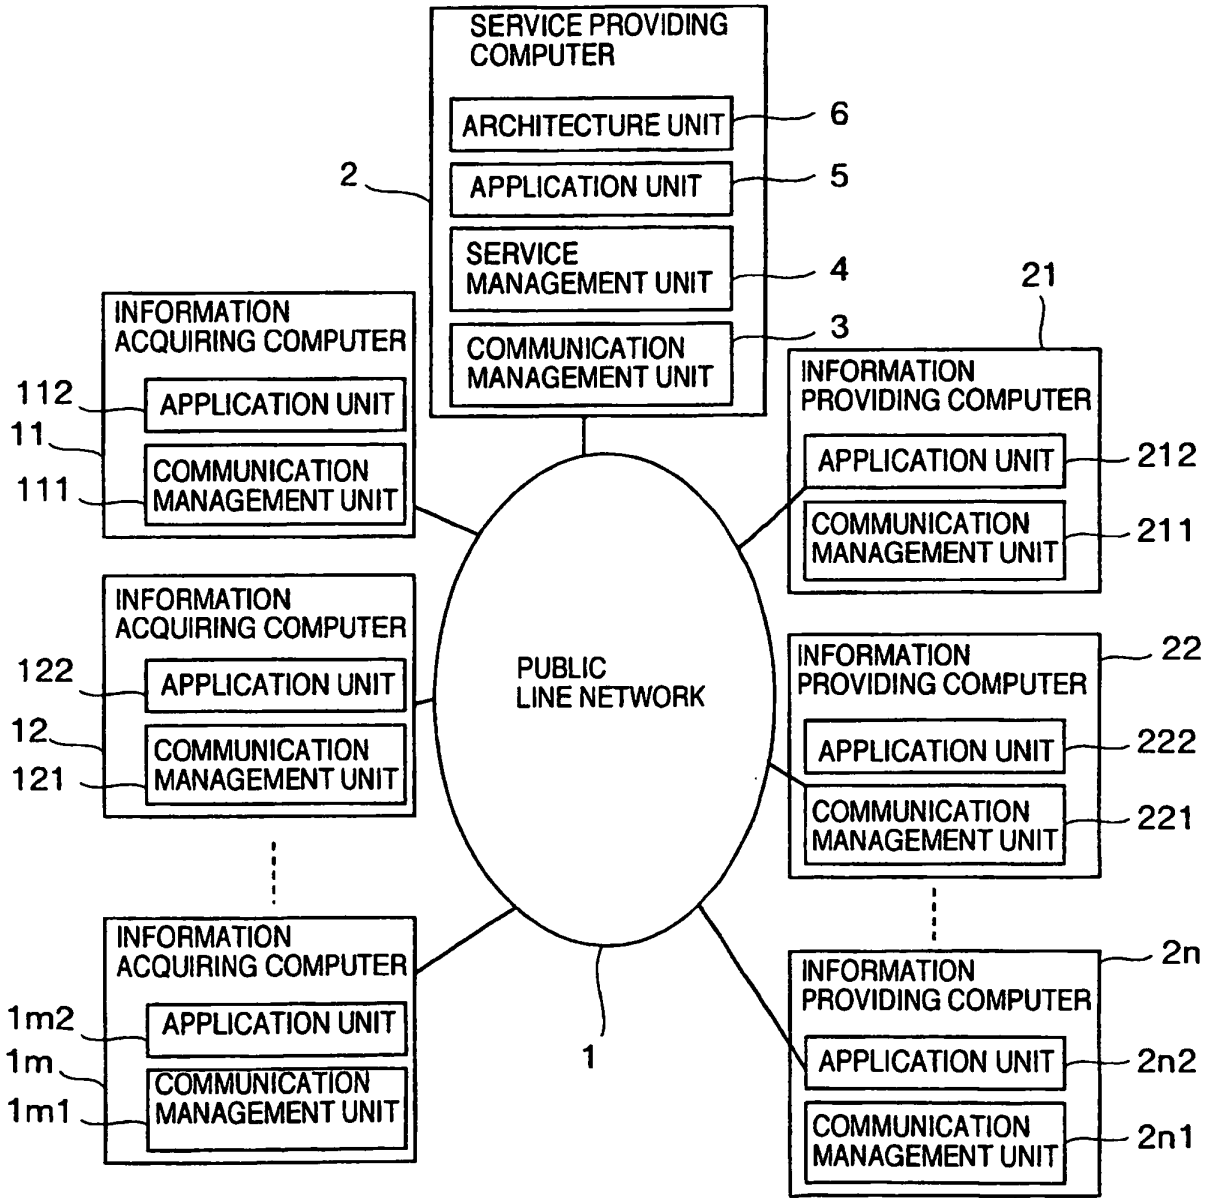 SERVICE PROVIDING
COMPUTER
ARCHITECTURE UNIT
6
APPLICATION UNIT
5
2
SERVICE
MANAGEMENT UNIT
4
COMMUNICATION
MANAGEMENT UNIT
3
INFORMATION
ACQUIRING COMPUTER
112
APPLICATION UNIT
11
111
COMMUNICATION
MANAGEMENT UNIT
INFORMATION
ACQUIRING COMPUTER
122
APPLICATION UNIT
12
121
COMMUNICATION
MANAGEMENT UNIT
INFORMATION
ACQUIRING COMPUTER
1m2
APPLICATION UNIT
1m
1m1
COMMUNICATION
MANAGEMENT UNIT
PUBLIC
LINE NETWORK
1
21
INFORMATION
PROVIDING COMPUTER
APPLICATION UNIT
212
COMMUNICATION
MANAGEMENT UNIT
211
22
INFORMATION
PROVIDING COMPUTER
APPLICATION UNIT
222
COMMUNICATION
MANAGEMENT UNIT
221
2n
INFORMATION
PROVIDING COMPUTER
APPLICATION UNIT
2n2
COMMUNICATION
MANAGEMENT UNIT
2n1